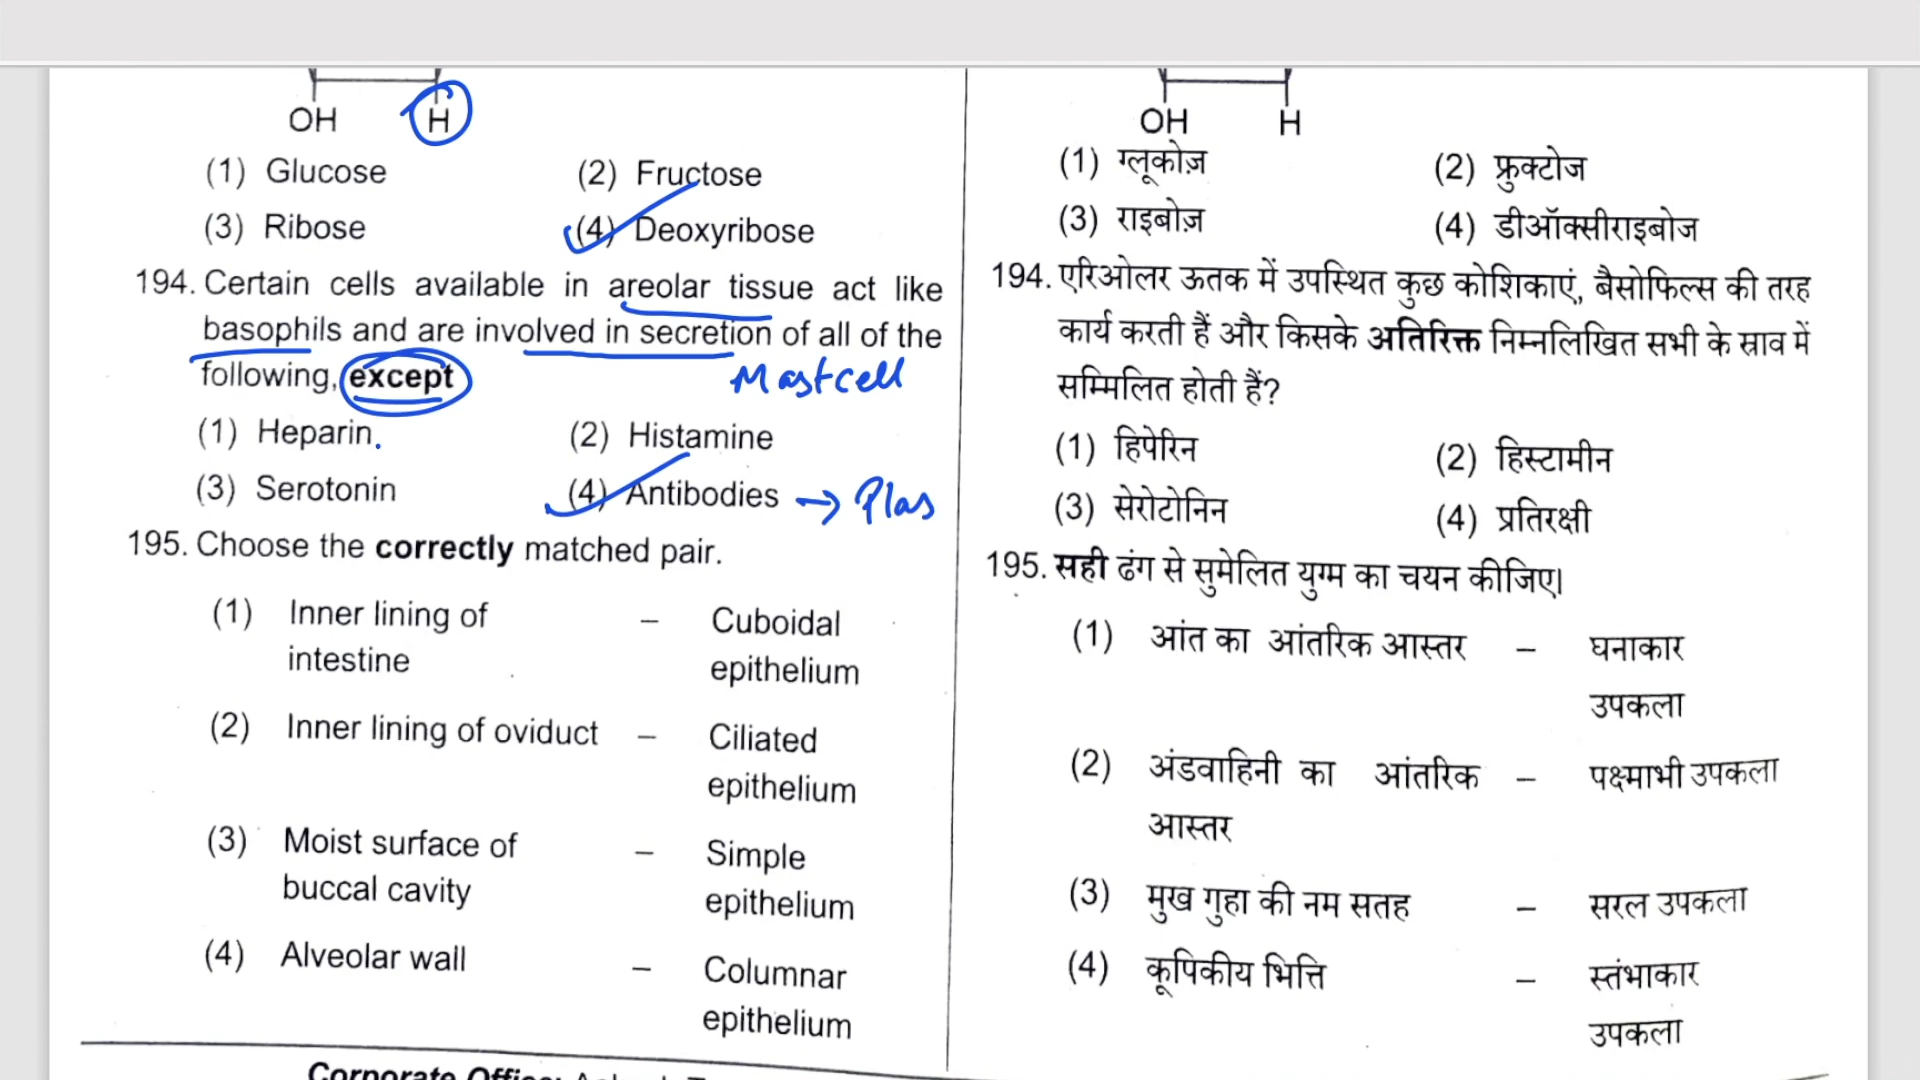 OH H
(1) Glucose (2) Fructose
(3) Ribose (4) Deoxyribose
194. Certain cells available in areolar tissue act like
basophils and are involved in secretion of all of the
following, except
Mastcell
(1) Heparin (2) Histamine
(3) Serotonin (4) Antibodies → Plas
195. Choose the correctly matched pair.
(1) Inner lining of – Cuboidal
intestine epithelium
(2) Inner lining of oviduct – Ciliated
epithelium
(3) Moist surface of – Simple
buccal cavity epithelium
(4) Alveolar wall – Columnar
epithelium
OH H
(1) ग्लूकोज़ (2) फ्रुक्टोज
(3) राइबोज़ (4) डीऑक्सीराइबोज
194. एरिओलर ऊतक में उपस्थित कुछ कोशिकाएं, बैसोफिल्स की तरह
कार्य करती हैं और किसके अतिरिक्त निम्नलिखित सभी के स्राव में
सम्मिलित होती हैं?
(1) हिपेरिन (2) हिस्टामीन
(3) सेरोटोनिन (4) प्रतिरक्षी
195. सही ढंग से सुमेलित युग्म का चयन कीजिए।
(1) आंत का आंतरिक आस्तर – घनाकार
उपकला
(2) अंडवाहिनी का आंतरिक – पक्ष्माभी उपकला
आस्तर
(3) मुख गुहा की नम सतह – सरल उपकला
(4) कूपिकीय भित्ति – स्तंभाकार
उपकला
Corporate Office: